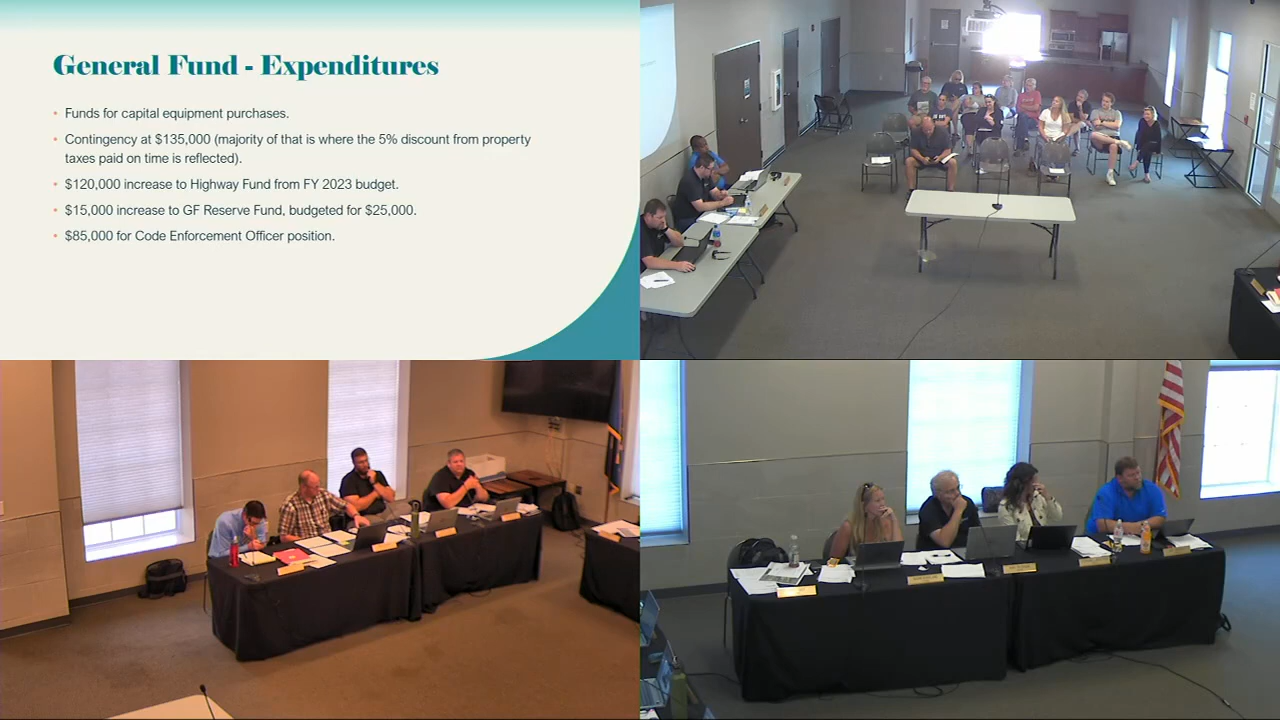 General Fund - Expenditures
• Funds for capital equipment purchases.
• Contingency at $135,000 (majority of that is where the 5% discount from property
taxes paid on time is reflected).
• $120,000 increase to Highway Fund from FY 2023 budget.
• $15,000 increase to GF Reserve Fund, budgeted for $25,000.
• $85,000 for Code Enforcement Officer position.